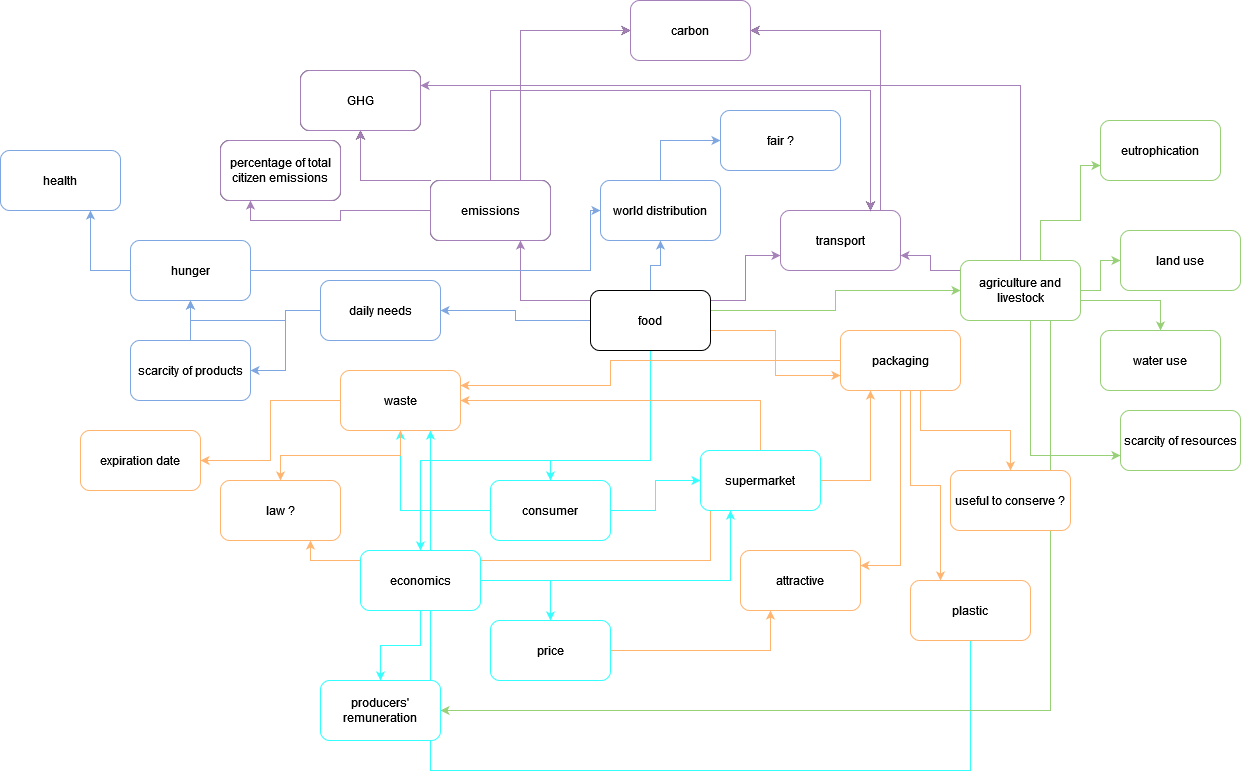 carbon
GHG
fair ?
eutrophication
percentage of total
citizen emissions
health
emissions
world distribution
transport
land use
hunger
agriculture and
livestock
daily needs
food
packaging
water use
scarcity of products
waste
scarcity of resources
expiration date
supermarket
useful to conserve ?
law ?
consumer
economics
attractive
plastic
price
producers'
remuneration